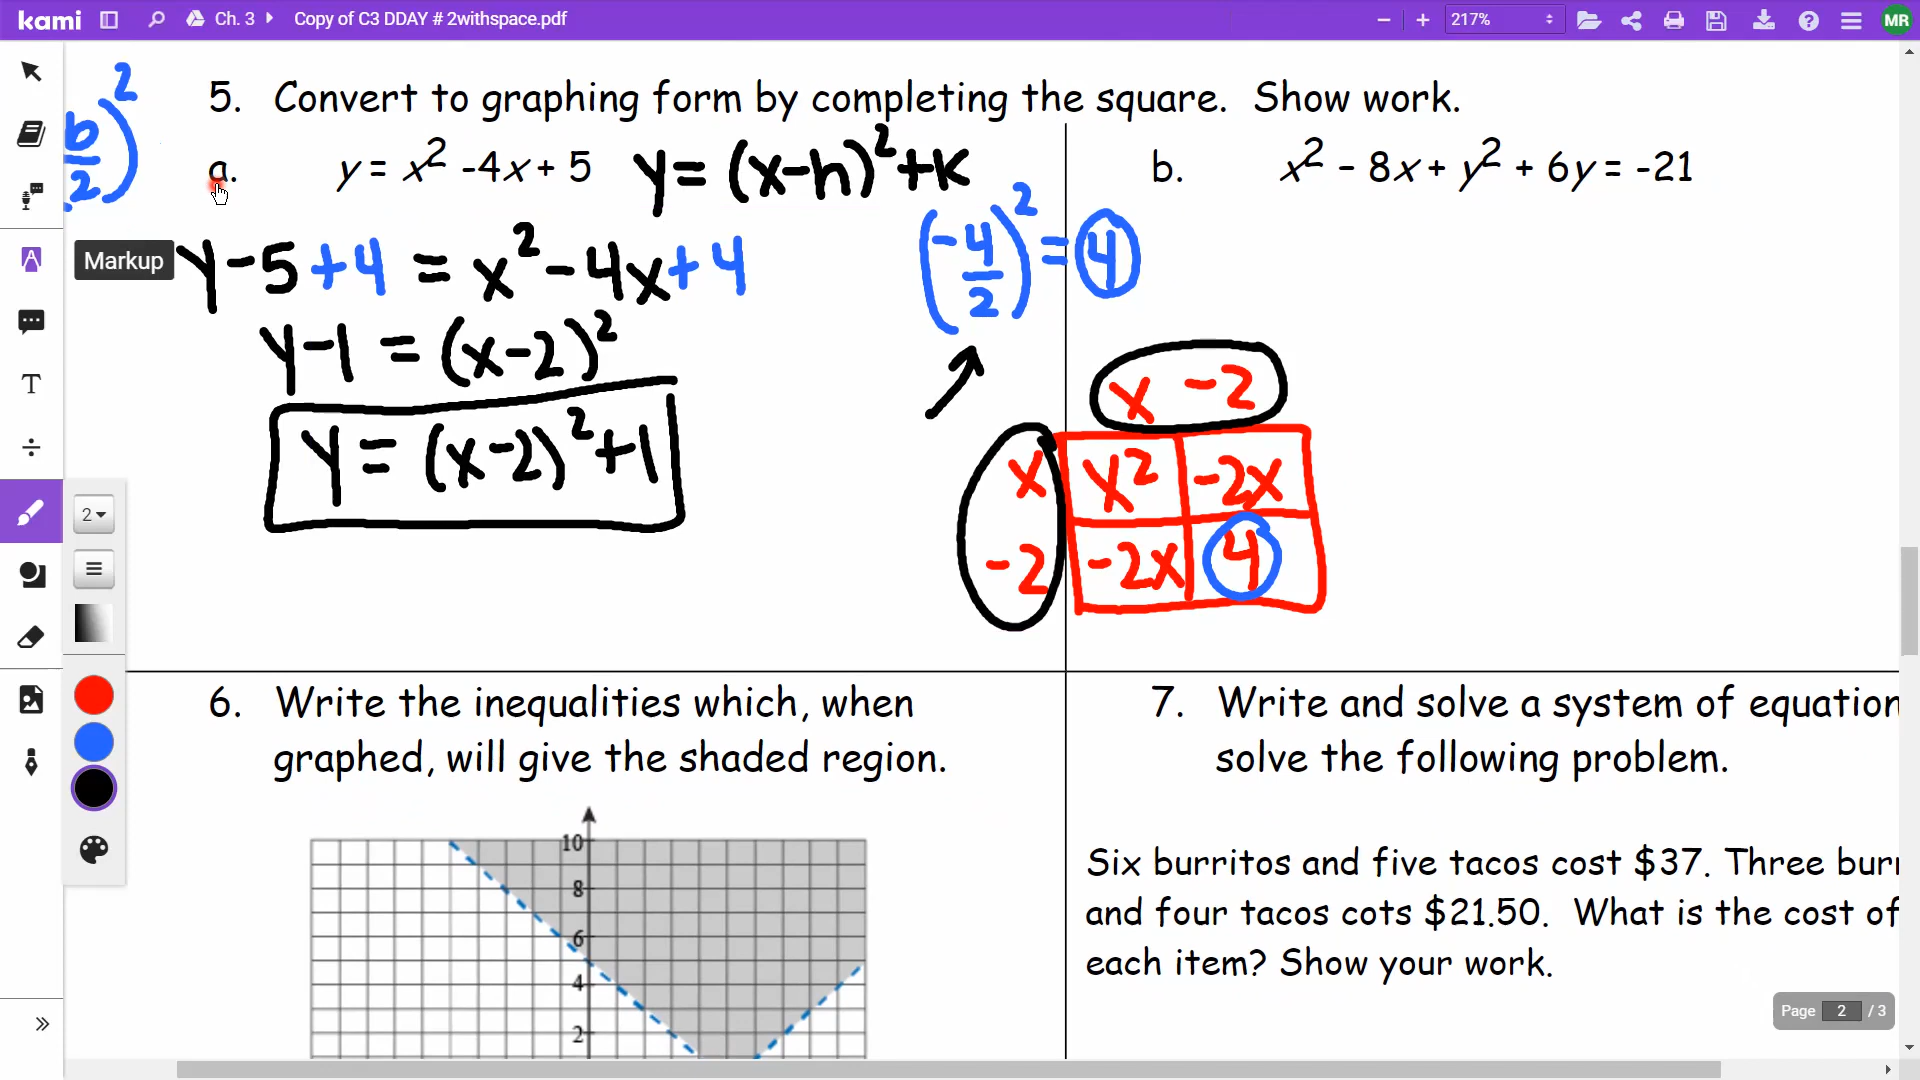 kami Ch. 3 Copy of C3 DDAY # 2withspace.pdf 217% MR
(b/2)²
5. Convert to graphing form by completing the square. Show work.
a. y = x² -4x + 5 y = (x-h)² + k
y - 5 + 4 = x² - 4x + 4 (-4/2)² = 4
Markup
y - 1 = (x - 2)²
y = (x - 2)² + 1
b. x² - 8x + y² + 6y = -21
x -2
x x² -2x
-2 -2x 4
T
2
6. Write the inequalities which, when
graphed, will give the shaded region.
10
8
6
4
2
7. Write and solve a system of equation
solve the following problem.
Six burritos and five tacos cost $37. Three burr
and four tacos cots $21.50. What is the cost of
each item? Show your work.
Page 2 / 3